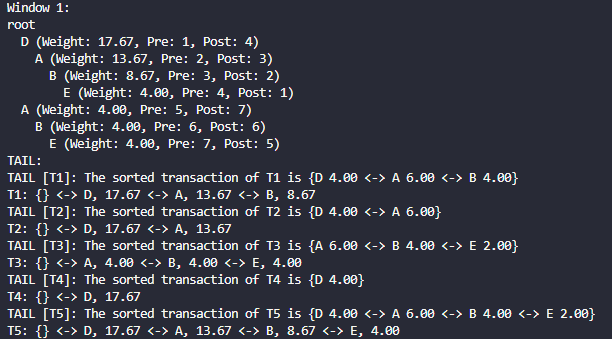 Window 1:
root
D (Weight: 17.67, Pre: 1, Post: 4)
A (Weight: 13.67, Pre: 2, Post: 3)
B (Weight: 8.67, Pre: 3, Post: 2)
E (Weight: 4.00, Pre: 4, Post: 1)
A (Weight: 4.00, Pre: 5, Post: 7)
B (Weight: 4.00, Pre: 6, Post: 6)
E (Weight: 4.00, Pre: 7, Post: 5)
TAIL:
TAIL [T1]: The sorted transaction of T1 is {D 4.00 <-> A 6.00 <-> B 4.00}
T1: {} <-> D, 17.67 <-> A, 13.67 <-> B, 8.67
TAIL [T2]: The sorted transaction of T2 is {D 4.00 <-> A 6.00}
T2: {} <-> D, 17.67 <-> A, 13.67
TAIL [T3]: The sorted transaction of T3 is {A 6.00 <-> B 4.00 <-> E 2.00}
T3: {} <-> A, 4.00 <-> B, 4.00 <-> E, 4.00
TAIL [T4]: The sorted transaction of T4 is {D 4.00}
T4: {} <-> D, 17.67
TAIL [T5]: The sorted transaction of T5 is {D 4.00 <-> A 6.00 <-> B 4.00 <-> E 2.00}
T5: {} <-> D, 17.67 <-> A, 13.67 <-> B, 8.67 <-> E, 4.00